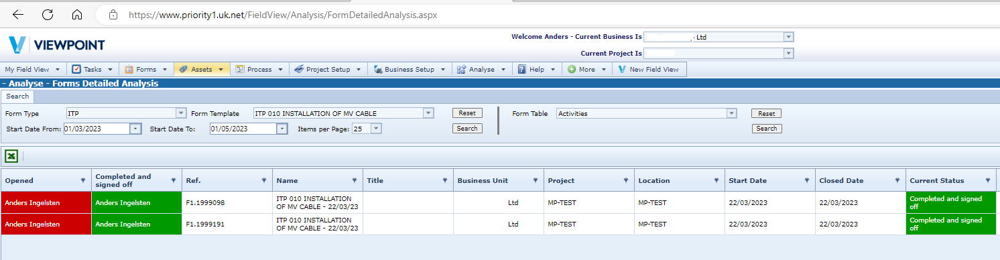 https://www.priority1.uk.net/FieldView/Analysis/FormDetailedAnalysis.aspx
VIEWPOINT
Welcome Anders - Current Business Is Ltd
Current Project Is
My Field View Tasks Forms Assets Process Project Setup Business Setup Analyse Help More New Field View
- Analyse - Forms Detailed Analysis
Search
Form Type ITP Form Template ITP 010 INSTALLATION OF MV CABLE Reset Form Table Activities Reset
Start Date From: 01/03/2023 Start Date To: 01/05/2023 Items per Page: 25 Search Search
Opened Completed and signed off Ref. Name Title Business Unit Project Location Start Date Closed Date Current Status
Anders Ingelsten Anders Ingelsten F1.1999098 ITP 010 INSTALLATION OF MV CABLE - 22/03/23 Ltd MP-TEST MP-TEST 22/03/2023 22/03/2023 Completed and signed off
Anders Ingelsten Anders Ingelsten F1.1999191 ITP 010 INSTALLATION OF MV CABLE - 22/03/23 Ltd MP-TEST MP-TEST 22/03/2023 22/03/2023 Completed and signed off